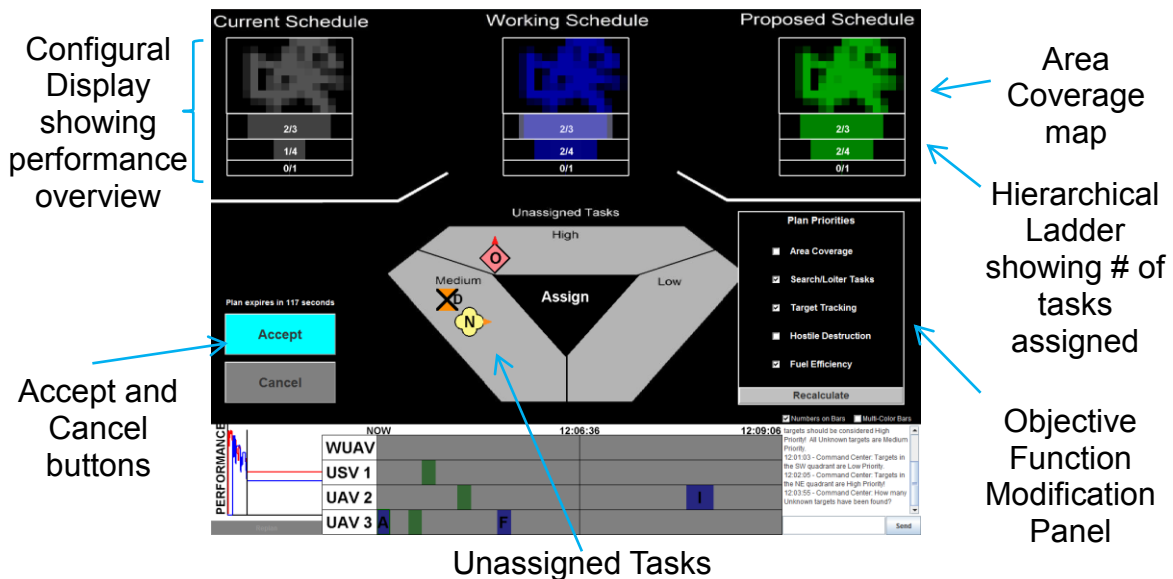 Current Schedule
Working Schedule
Proposed Schedule
Configural
Display
showing
performance
overview
2/3
1/4
0/1
2/3
2/4
0/1
2/3
2/4
0/1
Area
Coverage
map
Hierarchical
Ladder
showing # of
tasks
assigned
Unassigned Tasks
High
Medium
Low
Assign
O
D
N
Plan expires in 117 seconds
Accept
Cancel
Plan Priorities
Area Coverage
Search/Loiter Tasks
Target Tracking
Hostile Destruction
Fuel Efficiency
Recalculate
Numbers on Bars
Multi-Color Bars
Accept and
Cancel
buttons
Objective
Function
Modification
Panel
PERFORMANCE
NOW
12:06:36
12:09:06
WUAV
USV 1
UAV 2
I
UAV 3
A
F
targets should be considered High
Priority! All Unknown targets are Medium
Priority.
12:01:03 - Command Center: Targets in
the SW quadrant are Low Priority.
12:02:05 - Command Center: Targets in
the NE quadrant are High Priority!
12:03:55 - Command Center: How many
Unknown targets have been found?
Send
Unassigned Tasks